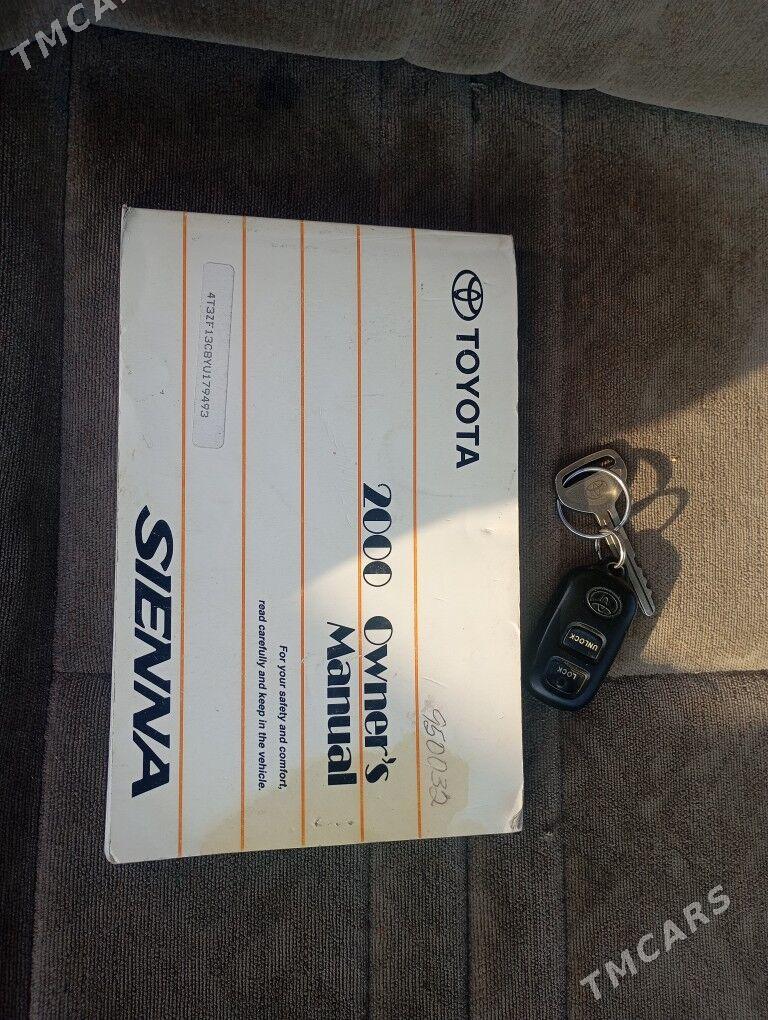 TMCARS
TOYOTA
2000 Owner's
Manual
950032
For your safety and comfort,
read carefully and keep in the vehicle.
4T3ZF13C8YU179493
SIENNA
UNLOCK
LOCK
TMCARS